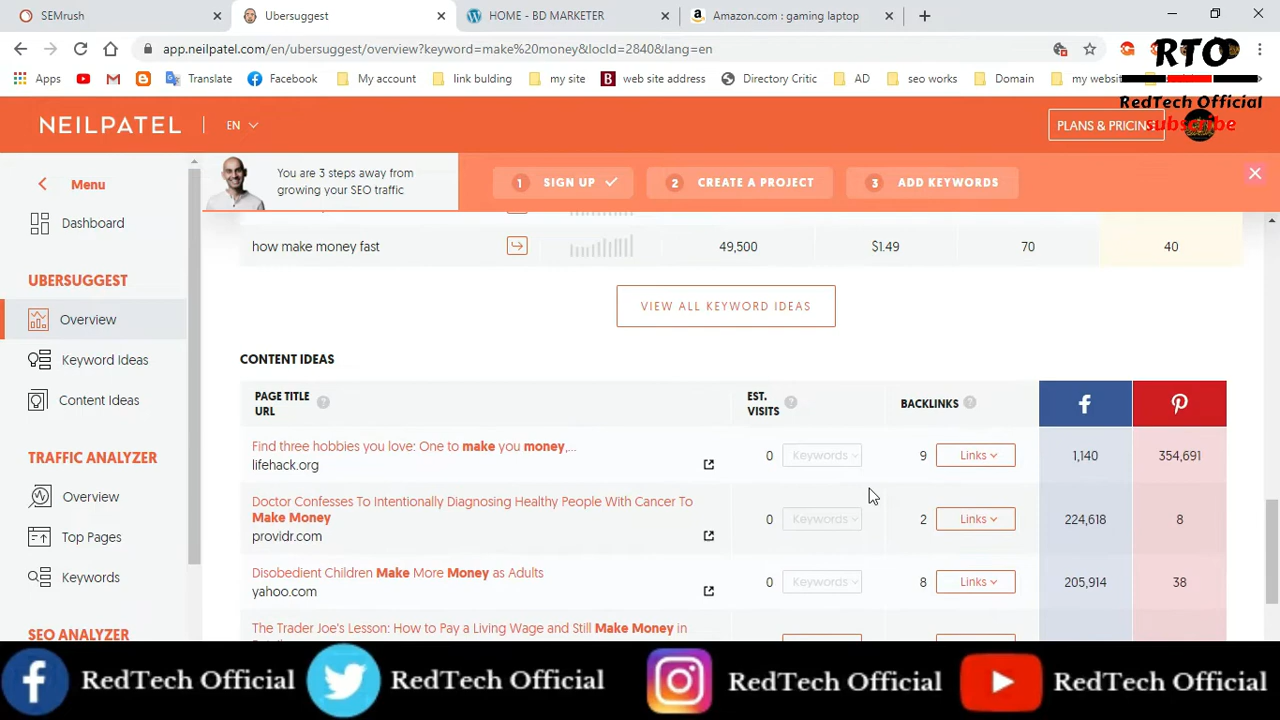 SEMrush
Ubersuggest
HOME - BD MARKETER
Amazon.com : gaming laptop
app.neilpatel.com/en/ubersuggest/overview?keyword=make%20money&locId=2840&lang=en
Apps
Translate
Facebook
My account
link bulding
my site
B
web site address
Directory Critic
AD
seo works
Domain
my websi
RTO
RedTech Official
subscribe
NEILPATEL
EN
PLANS & PRICING
Menu
You are 3 steps away from
growing your SEO traffic
1 SIGN UP
2 CREATE A PROJECT
3 ADD KEYWORDS
Dashboard
UBERSUGGEST
Overview
Keyword Ideas
Content Ideas
TRAFFIC ANALYZER
Overview
Top Pages
Keywords
SEO ANALYZER
how make money fast 49,500 $1.49 70 40
VIEW ALL KEYWORD IDEAS
CONTENT IDEAS
PAGE TITLE
URL
EST.
VISITS
BACKLINKS
Find three hobbies you love: One to make you money,...
lifehack.org
0 Keywords 9 Links 1,140 354,691
Doctor Confesses To Intentionally Diagnosing Healthy People With Cancer To
Make Money
providr.com
0 Keywords 2 Links 224,618 8
Disobedient Children Make More Money as Adults
yahoo.com
0 Keywords 8 Links 205,914 38
The Trader Joe's Lesson: How to Pay a Living Wage and Still Make Money in
RedTech Official
RedTech Official
RedTech Official
RedTech Official